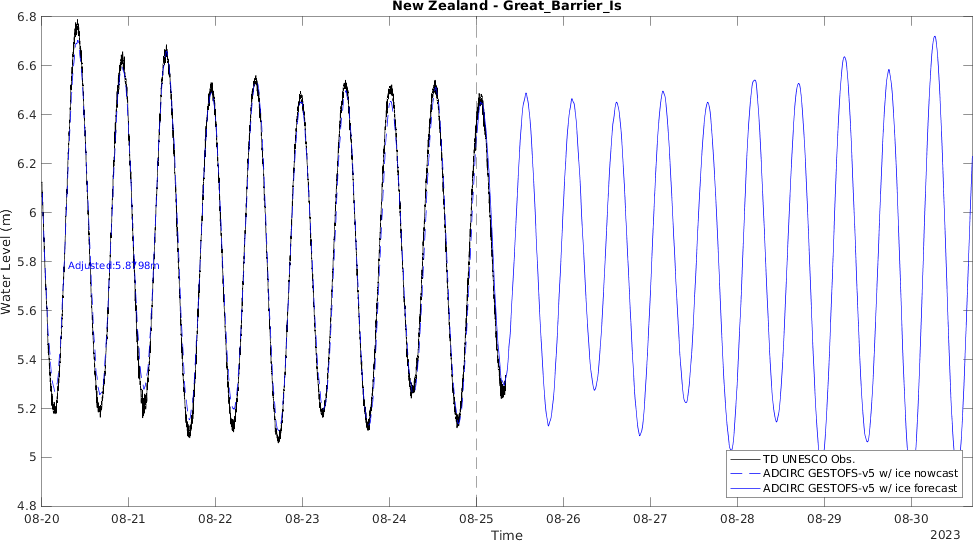 New Zealand - Great_Barrier_Is
6.8
6.6
6.4
6.2
6
5.8
5.6
5.4
5.2
5
4.8
Water Level (m)
Adjusted:5.8798m
TD UNESCO Obs.
ADCIRC GESTOFS-v5 w/ ice nowcast
ADCIRC GESTOFS-v5 w/ ice forecast
08-20 08-21 08-22 08-23 08-24 08-25 08-26 08-27 08-28 08-29 08-30
Time
2023